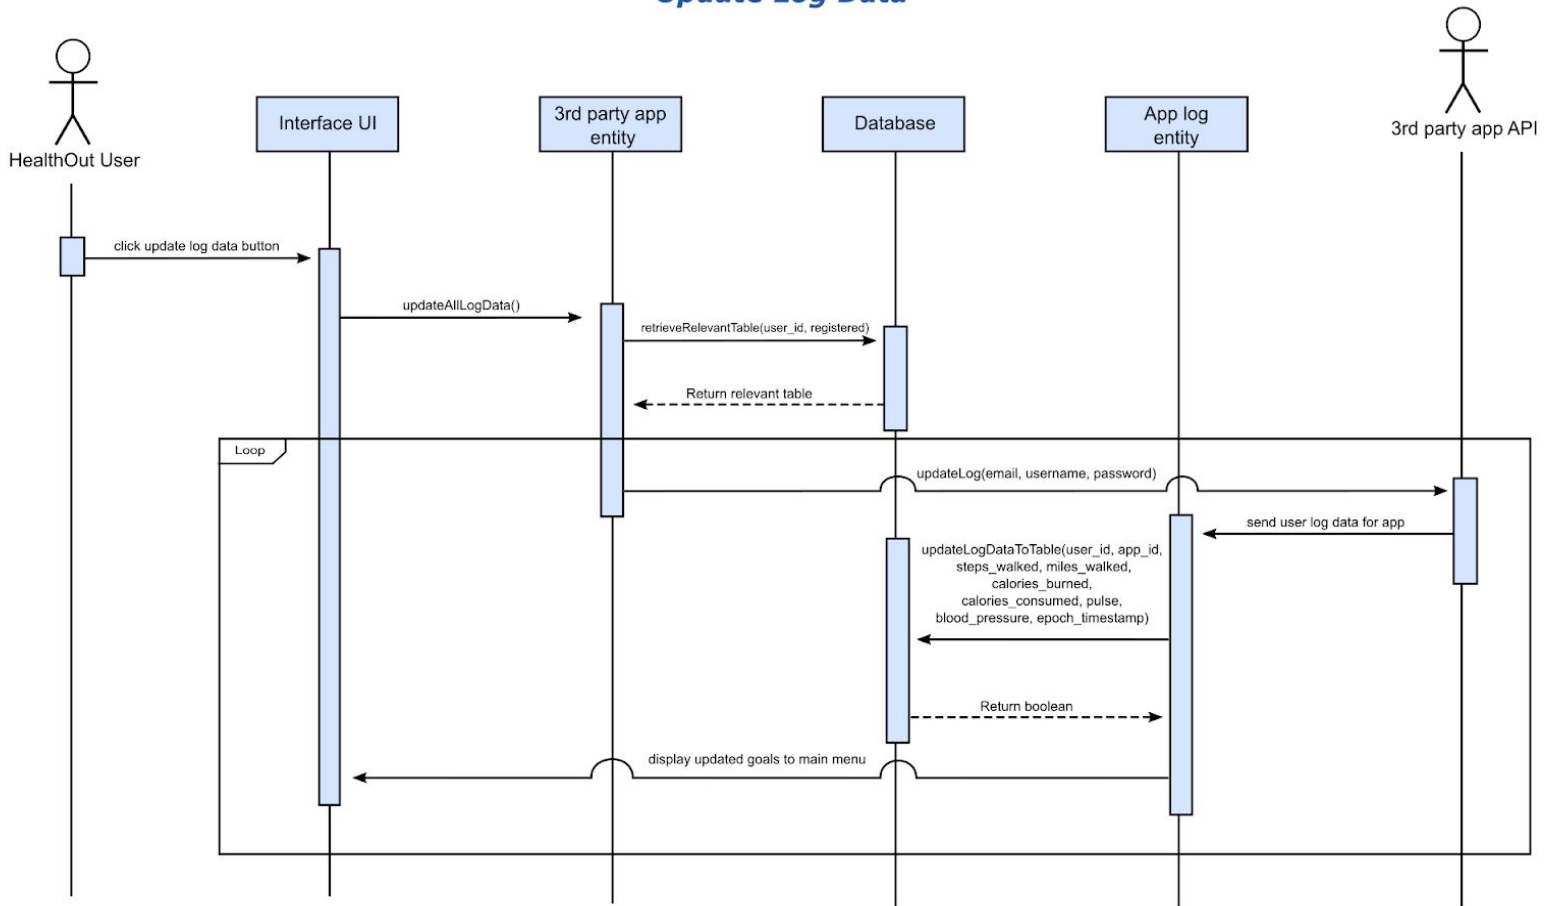 Update Log Data
HealthOut User
Interface UI
3rd party app
entity
Database
App log
entity
3rd party app API
click update log data button
updateAllLogData()
retrieveRelevantTable(user_id, registered)
Return relevant table
Loop
updateLog(email, username, password)
send user log data for app
updateLogDataToTable(user_id, app_id,
steps_walked, miles_walked,
calories_burned,
calories_consumed, pulse,
blood_pressure, epoch_timestamp)
Return boolean
display updated goals to main menu